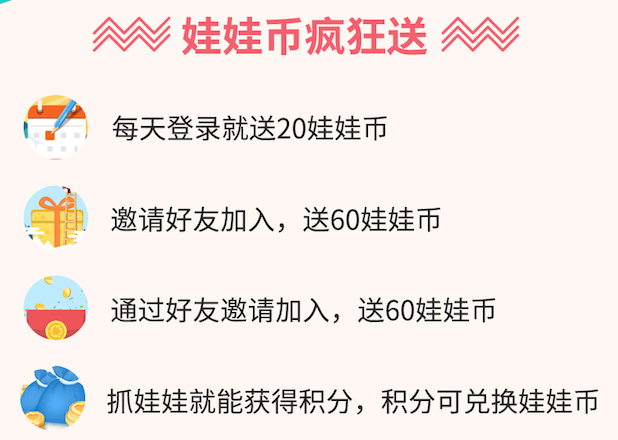 娃娃币疯狂送
每天登录就送20娃娃币
邀请好友加入，送60娃娃币
通过好友邀请加入，送60娃娃币
抓娃娃就能获得积分，积分可兑换娃娃币